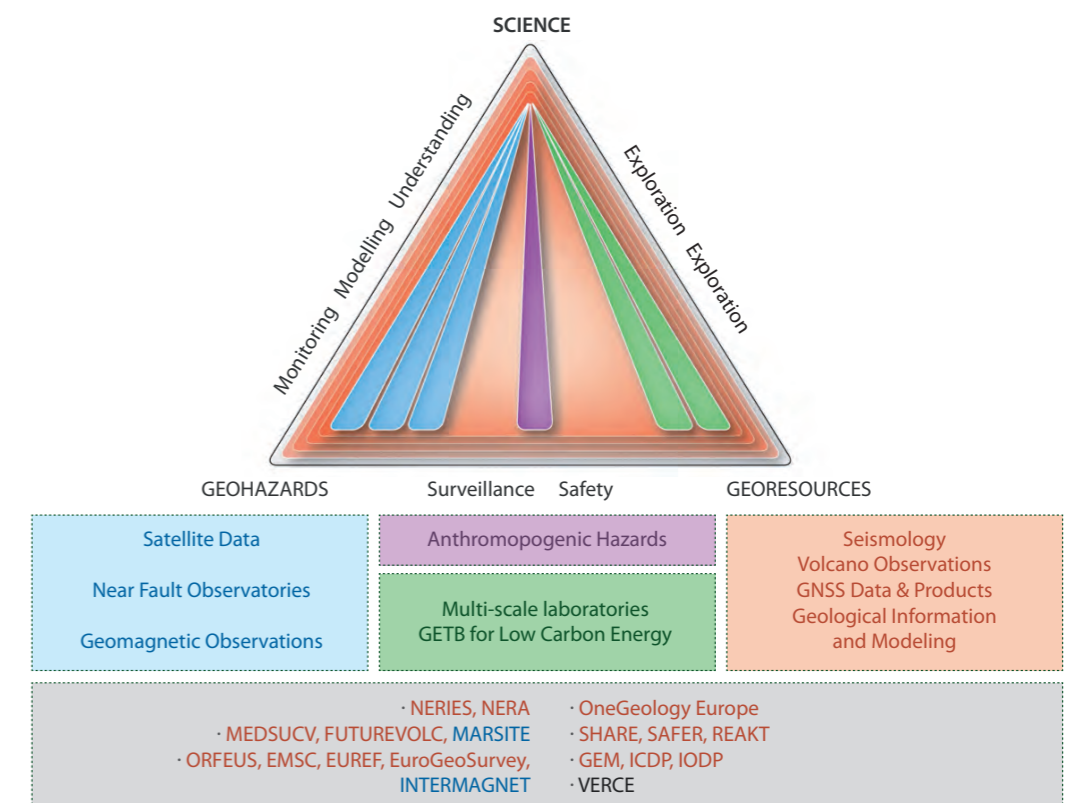 SCIENCE
Monitoring Modelling Understanding
Exploration Exploration
GEOHAZARDS
Surveillance Safety
GEORESOURCES
Satellite Data
Near Fault Observatories
Geomagnetic Observations
Anthromopogenic Hazards
Multi-scale laboratories
GETB for Low Carbon Energy
Seismology
Volcano Observations
GNSS Data & Products
Geological Information
and Modeling
· NERIES, NERA
· MEDSUCV, FUTUREVOLC, MARSITE
· ORFEUS, EMSC, EUREF, EuroGeoSurvey,
INTERMAGNET
· OneGeology Europe
· SHARE, SAFER, REAKT
· GEM, ICDP, IODP
· VERCE